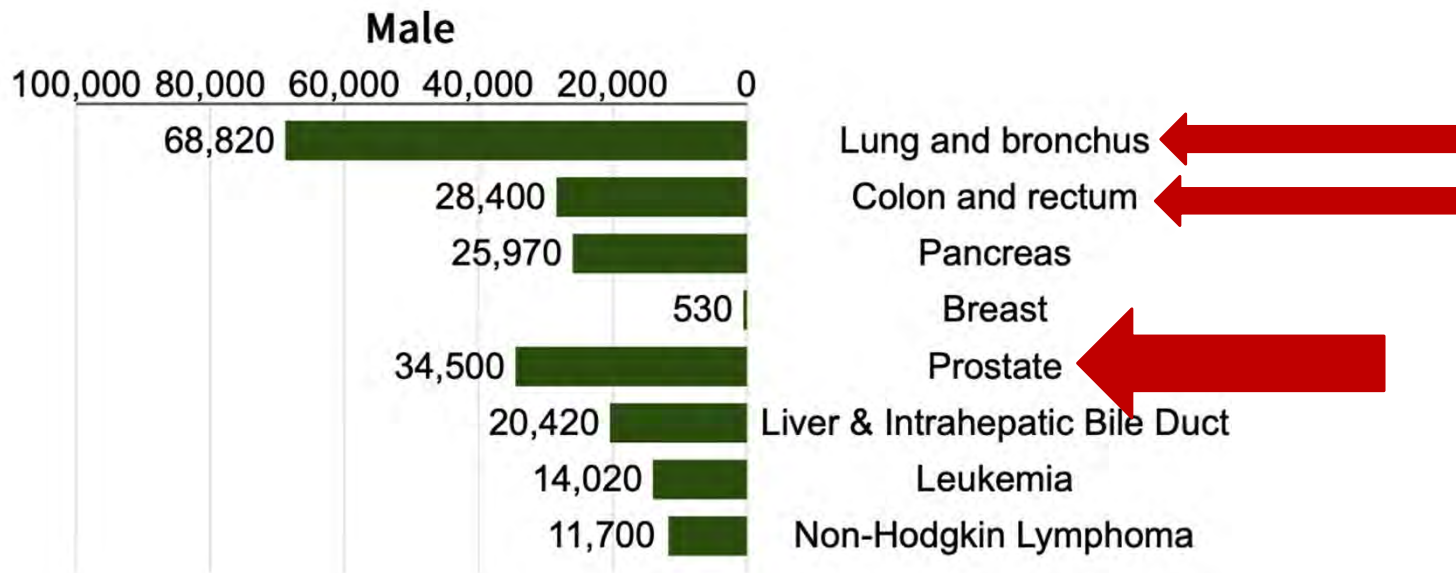 Male
100,000 80,000 60,000 40,000 20,000 0
68,820 Lung and bronchus
28,400 Colon and rectum
25,970 Pancreas
530 Breast
34,500 Prostate
20,420 Liver & Intrahepatic Bile Duct
14,020 Leukemia
11,700 Non-Hodgkin Lymphoma